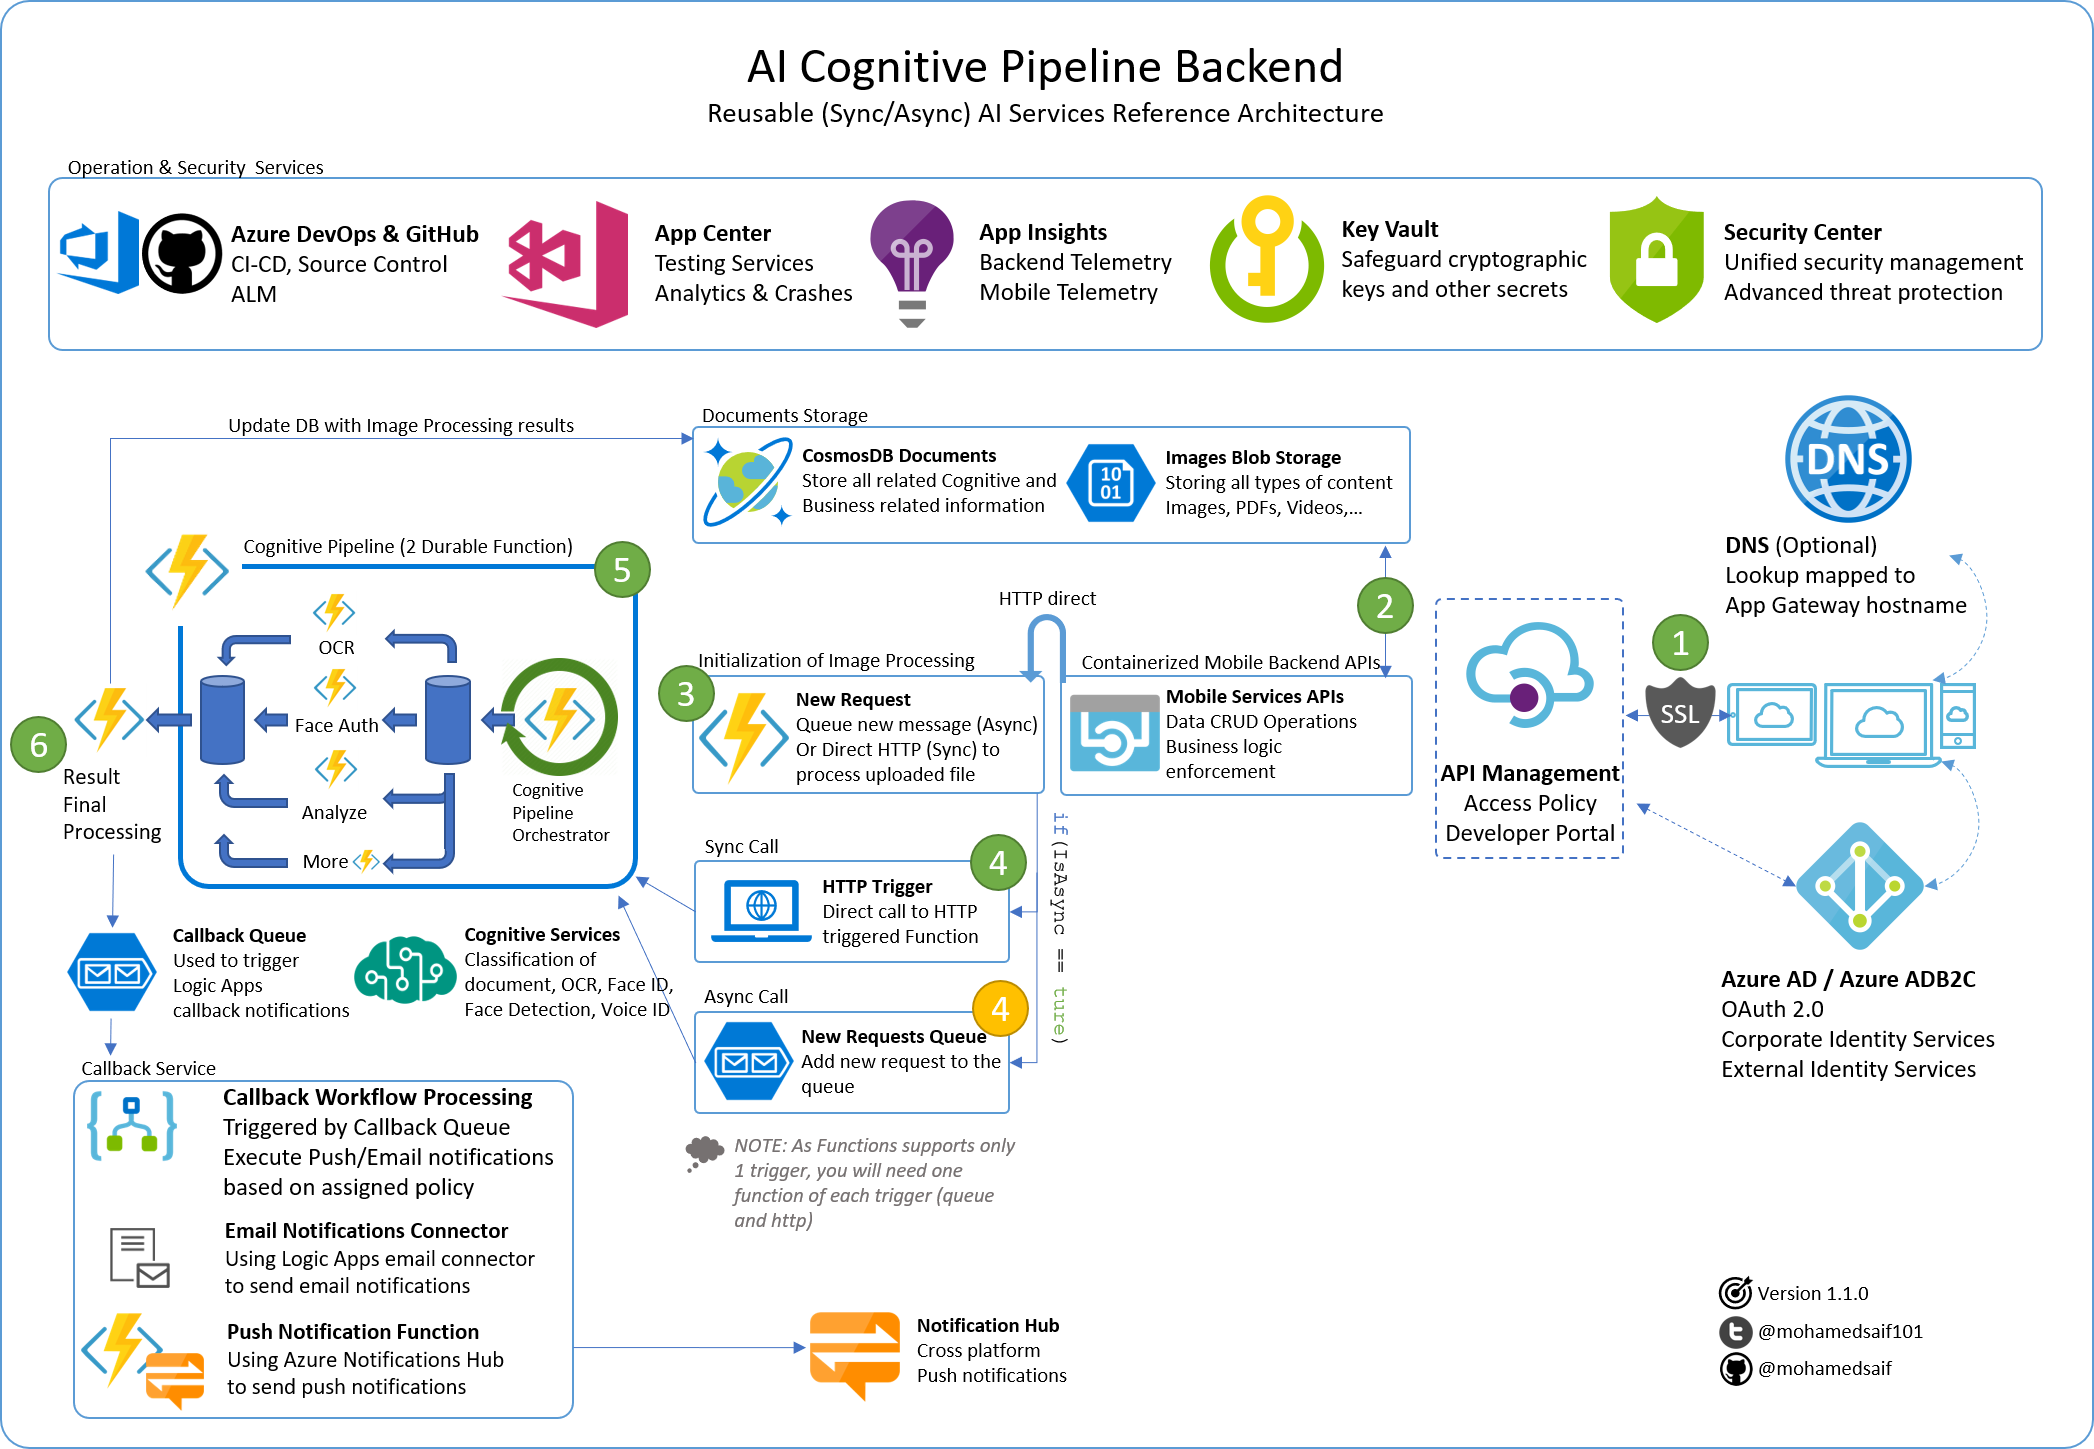 AI Cognitive Pipeline Backend
Reusable (Sync/Async) AI Services Reference Architecture
Operation & Security  Services
Azure DevOps & GitHub
CI-CD, Source Control
ALM
App Center
Testing Services
Analytics & Crashes
App Insights
Backend Telemetry
Mobile Telemetry
Key Vault
Safeguard cryptographic
keys and other secrets
Security Center
Unified security management
Advanced threat protection
Update DB with Image Processing results
Documents Storage
CosmosDB Documents
Store all related Cognitive and
Business related information
10
01
Images Blob Storage
Storing all types of content
Images, PDFs, Videos,...
DNS
DNS (Optional)
Lookup mapped to
App Gateway hostname
Cognitive Pipeline (2 Durable Function)
5
OCR
Face Auth
Analyze
More
Cognitive
Pipeline
Orchestrator
6
Result
Final
Processing
HTTP direct
2
Initialization of Image Processing
3
New Request
Queue new message (Async)
Or Direct HTTP (Sync) to
process uploaded file
Containerized Mobile Backend APIs
Mobile Services APIs
Data CRUD Operations
Business logic
enforcement
API Management
Access Policy
Developer Portal
1
SSL
if(IsAsync == ture)
Sync Call
4
HTTP Trigger
Direct call to HTTP
triggered Function
Async Call
4
New Requests Queue
Add new request to the
queue
NOTE: As Functions supports only
1 trigger, you will need one
function of each trigger (queue
and http)
Azure AD / Azure ADB2C
OAuth 2.0
Corporate Identity Services
External Identity Services
Callback Queue
Used to trigger
Logic Apps
callback notifications
Cognitive Services
Classification of
document, OCR, Face ID,
Face Detection, Voice ID
Callback Service
Callback Workflow Processing
Triggered by Callback Queue
Execute Push/Email notifications
based on assigned policy
Email Notifications Connector
Using Logic Apps email connector
to send email notifications
Push Notification Function
Using Azure Notifications Hub
to send push notifications
Notification Hub
Cross platform
Push notifications
Version 1.1.0
@mohamedsaif101
@mohamedsaif